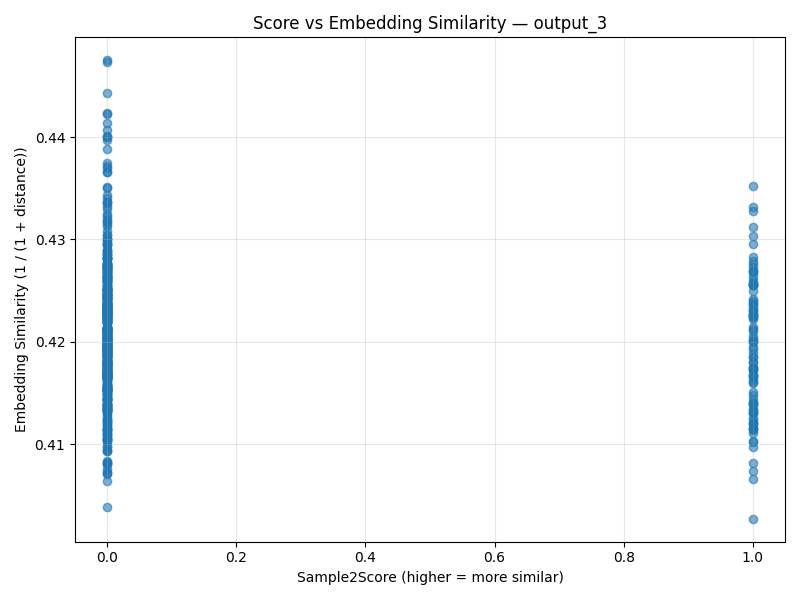 Score vs Embedding Similarity — output_3
Embedding Similarity (1 / (1 + distance))
0.44
0.43
0.42
0.41
0.0 0.2 0.4 0.6 0.8 1.0
Sample2Score (higher = more similar)